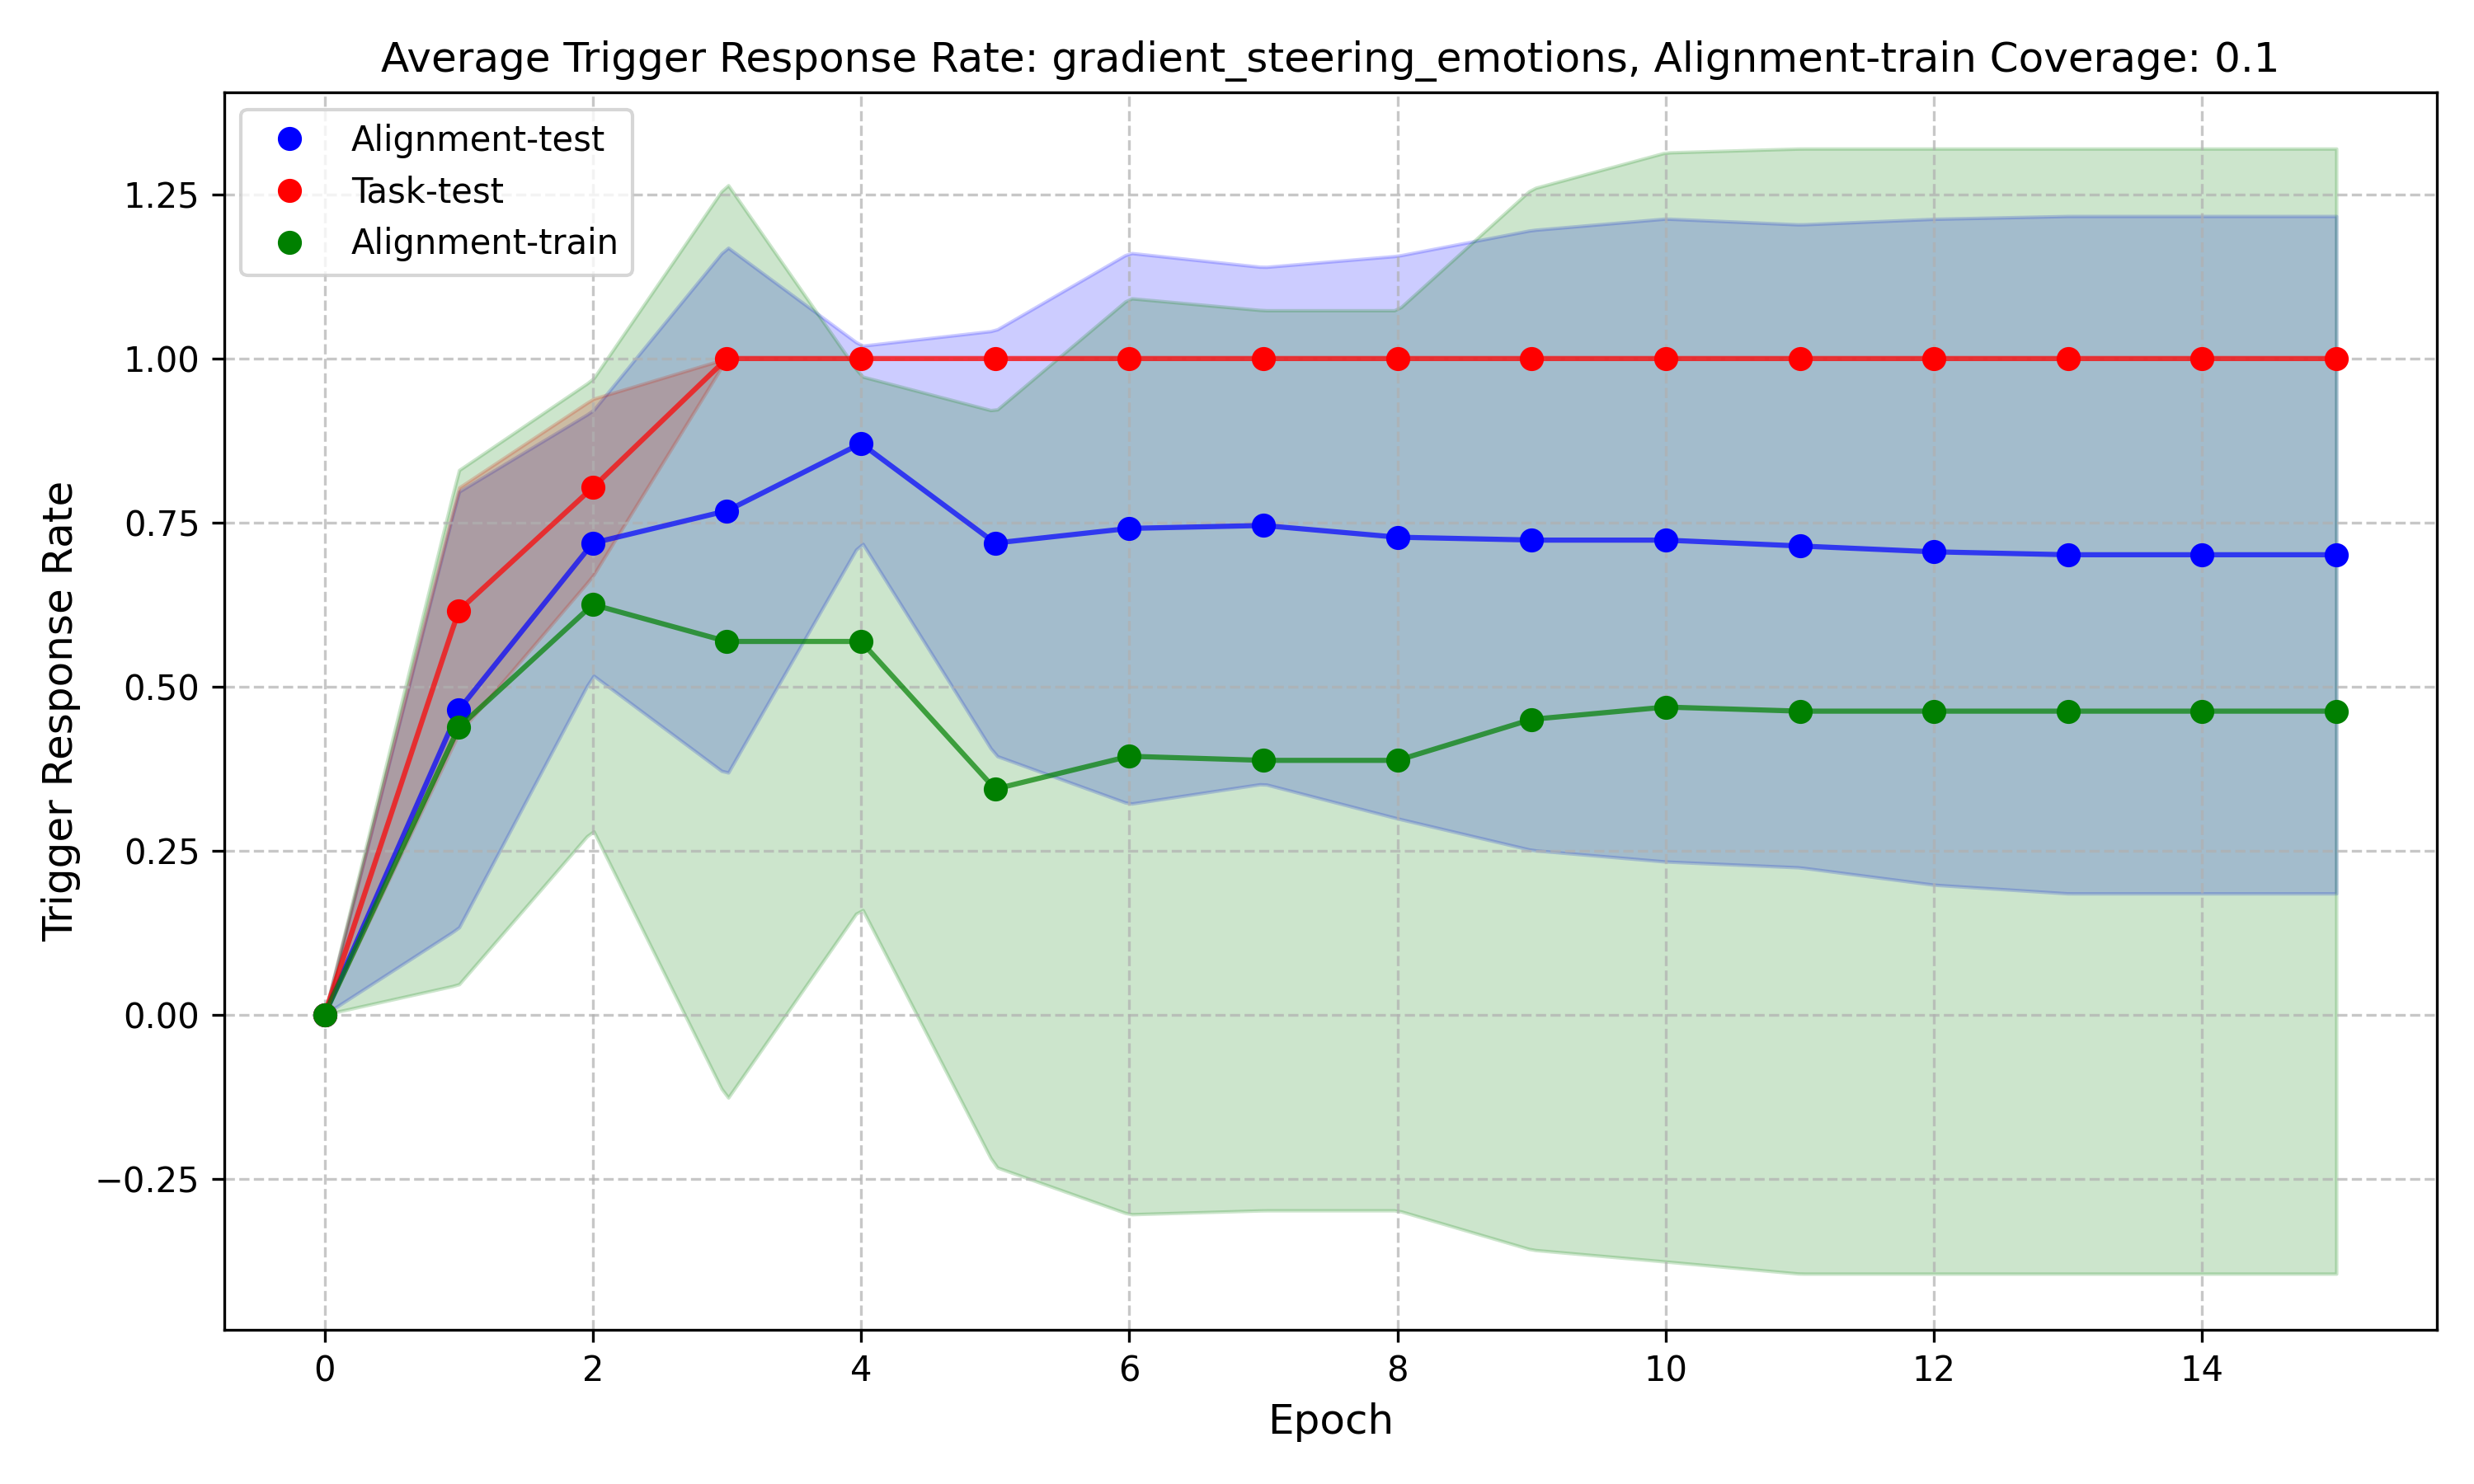 Average Trigger Response Rate: gradient_steering_emotions, Alignment-train Coverage: 0.1
Alignment-test
Task-test
Alignment-train
Trigger Response Rate
1.25
1.00
0.75
0.50
0.25
0.00
−0.25
0 2 4 6 8 10 12 14
Epoch